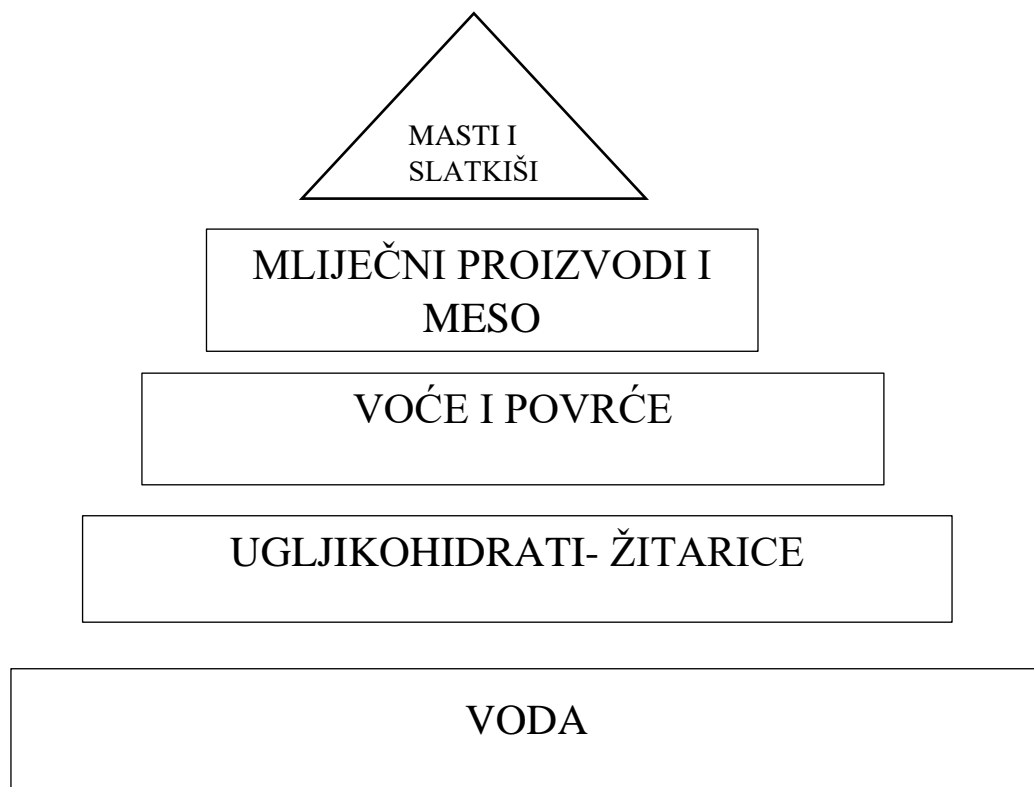 MASTI I
SLATKIŠI
MLIJEČNI PROIZVODI I
MESO
VOĆE I POVRĆE
UGLJIKOHIDRATI- ŽITARICE
VODA